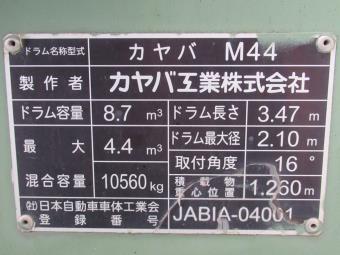 ドラム名称型式 カヤバ M44
製作者 カヤバ工業株式会社
ドラム容量 8.7 m³ ドラム長さ 3.47 m
最大 4.4 m³ ドラム最大径 2.10 m
混合容量 10560 kg 取付角度 16°
積載物重心位置 1.260 m
(社)日本自動車車体工業会
登録番号 JABIA-04001